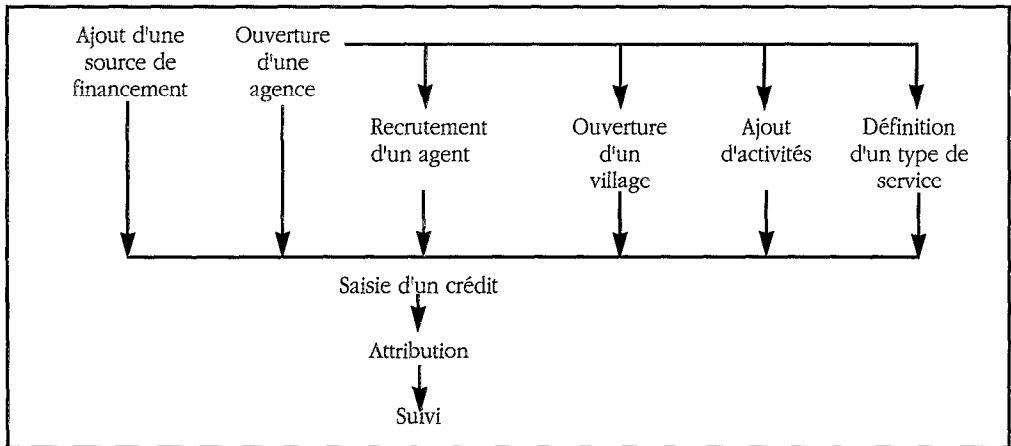 Ajout d'une
source de
financement
Ouverture
d'une
agence
Recrutement
d'un agent
Ouverture
d'un
village
Ajout
d'activités
Définition
d'un type de
service
Saisie d'un crédit
Attribution
Suivi